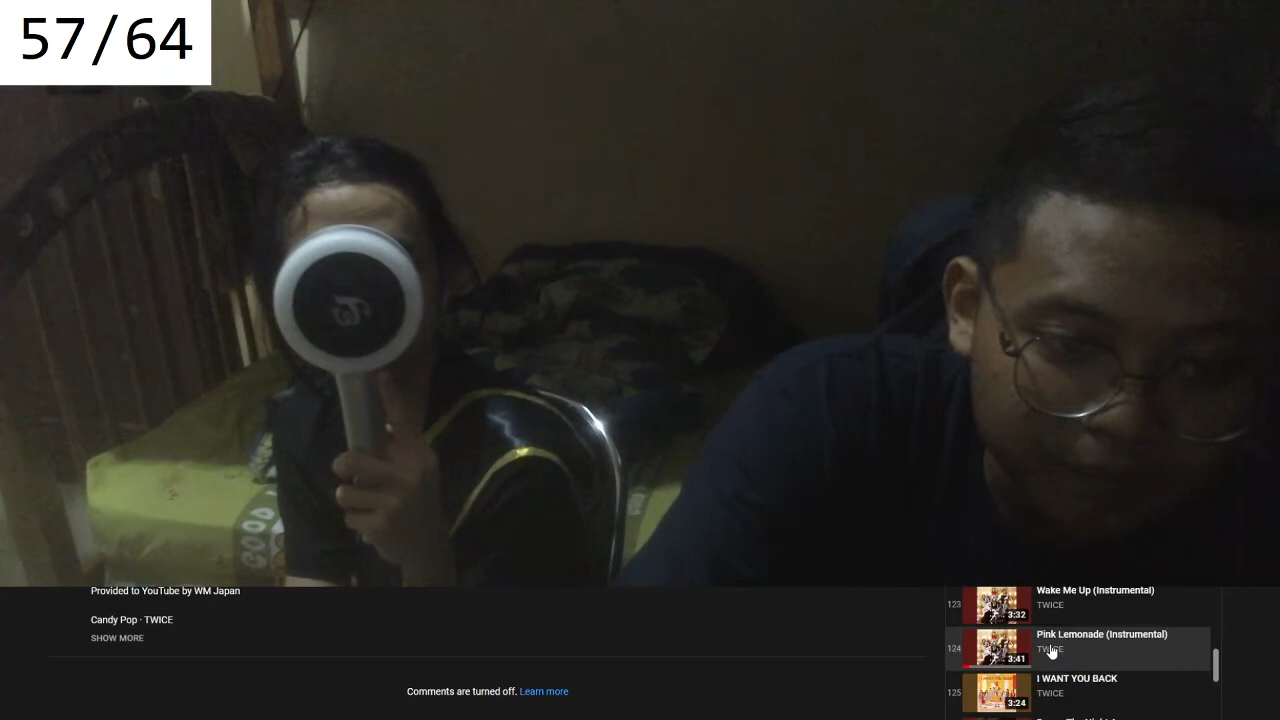 57/64
GOOD
Provided to YouTube by WM Japan
Candy Pop · TWICE
SHOW MORE
Comments are turned off. Learn more
123
3:32
Wake Me Up (Instrumental)
TWICE
124
3:41
Pink Lemonade (Instrumental)
TWICE
125
3:24
I WANT YOU BACK
TWICE